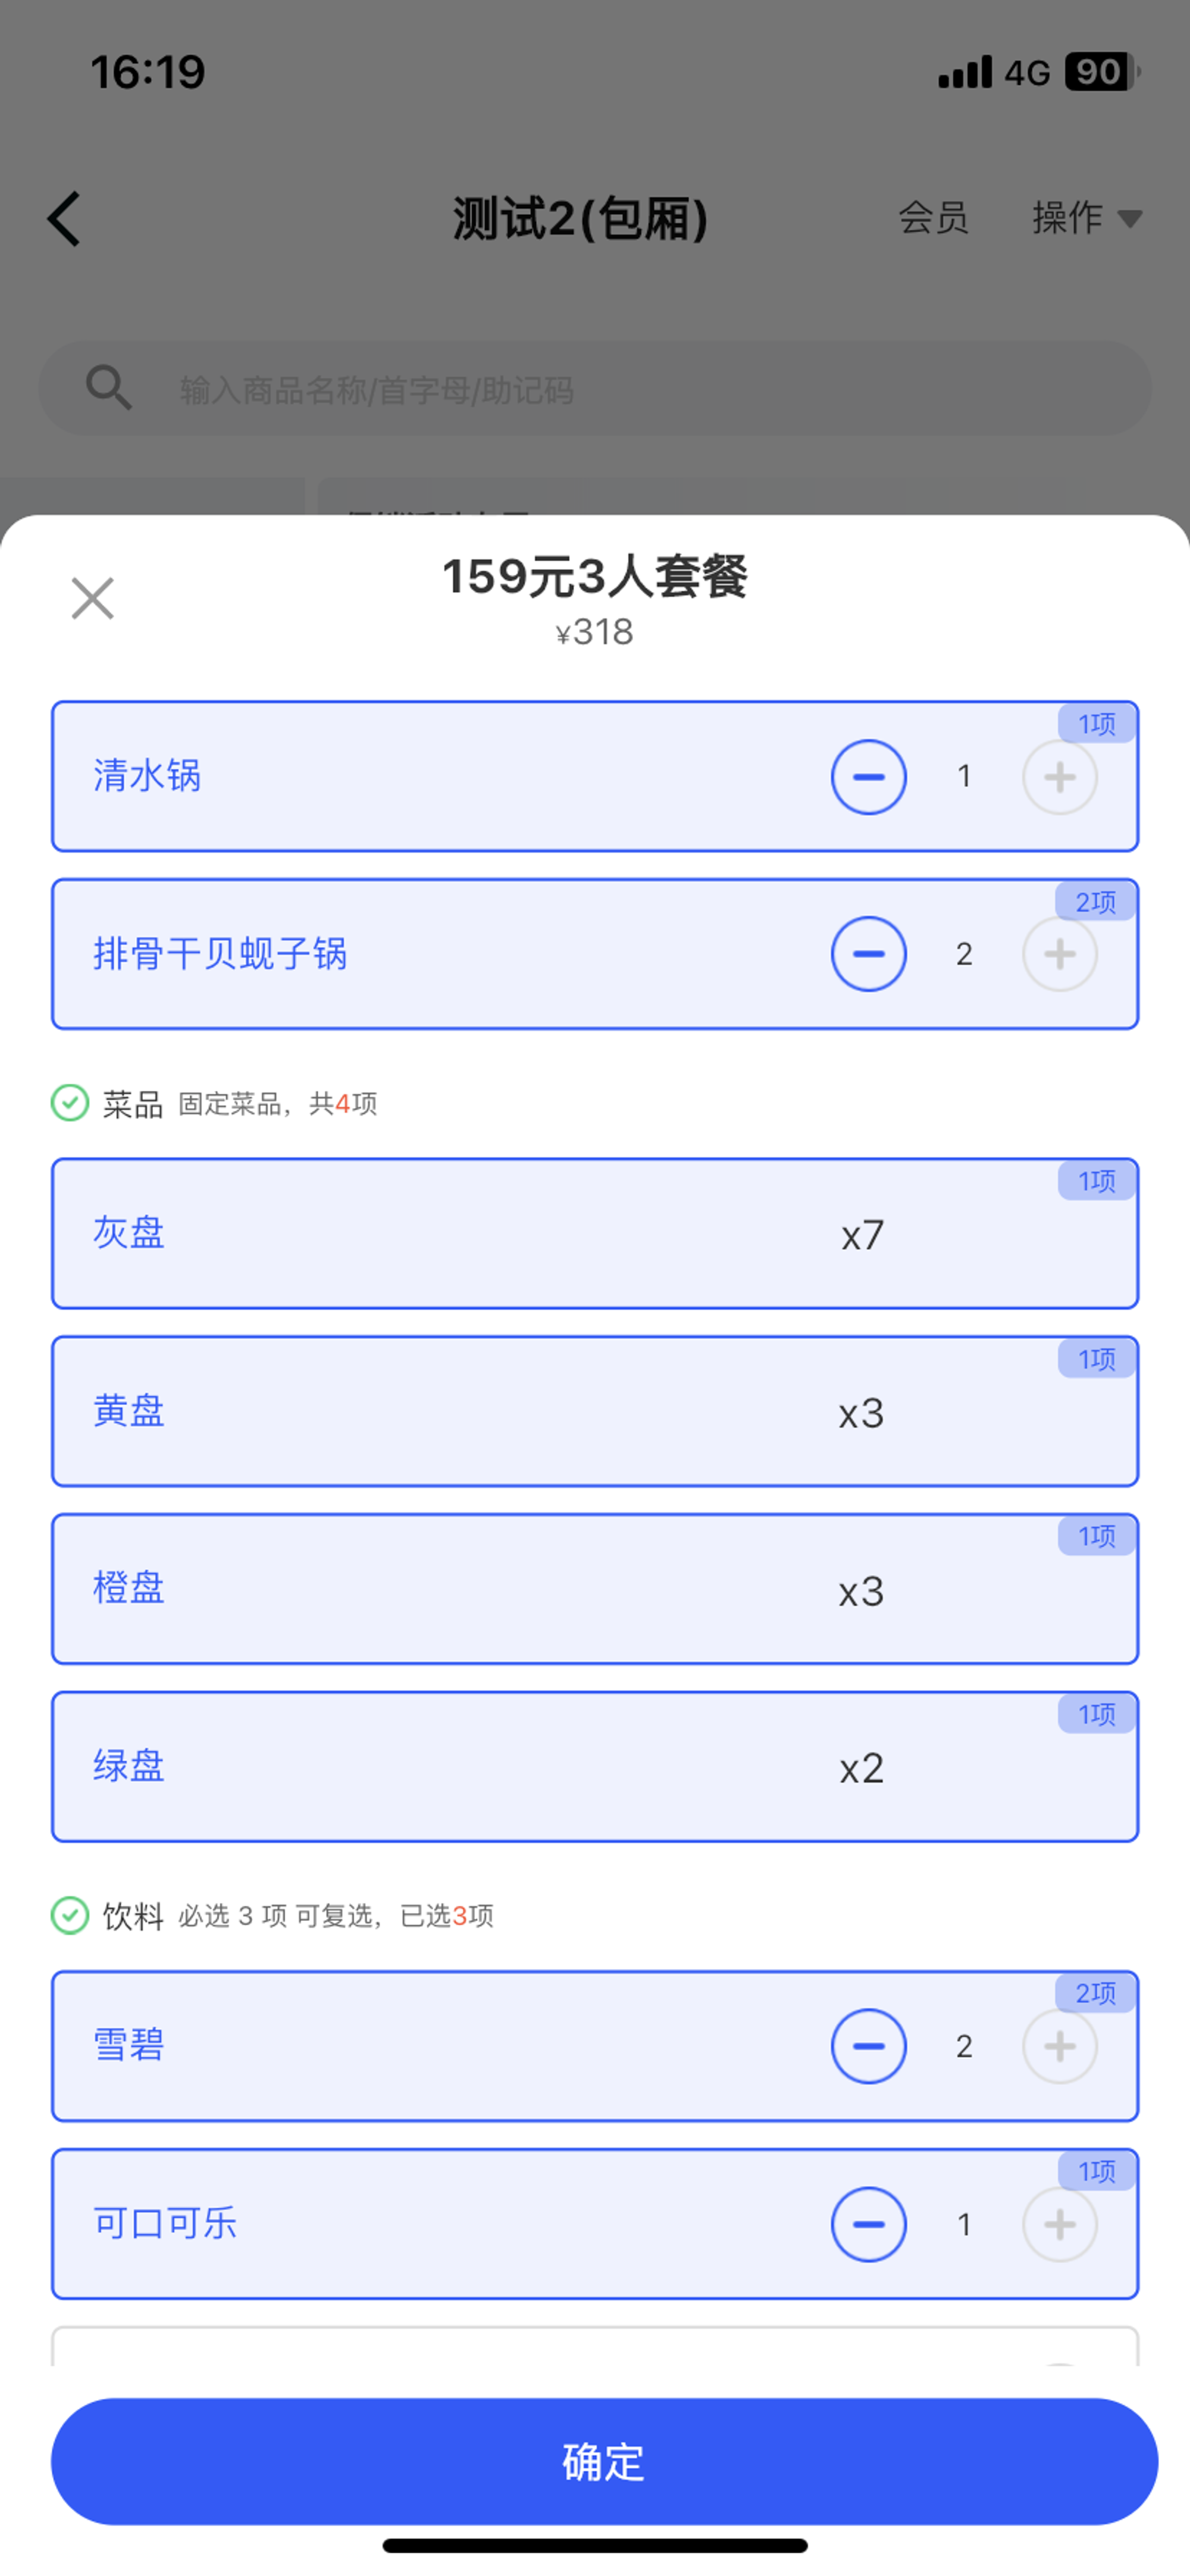 16:19
4G 90
测试2(包厢)
会员
操作
输入商品名称/首字母/助记码
159元3人套餐
¥318
1项
清水锅
1
2项
排骨干贝蚬子锅
2
菜品 固定菜品，共4项
1项
灰盘
x7
1项
黄盘
x3
1项
橙盘
x3
1项
绿盘
x2
饮料 必选 3 项 可复选，已选3项
2项
雪碧
2
1项
可口可乐
1
确定